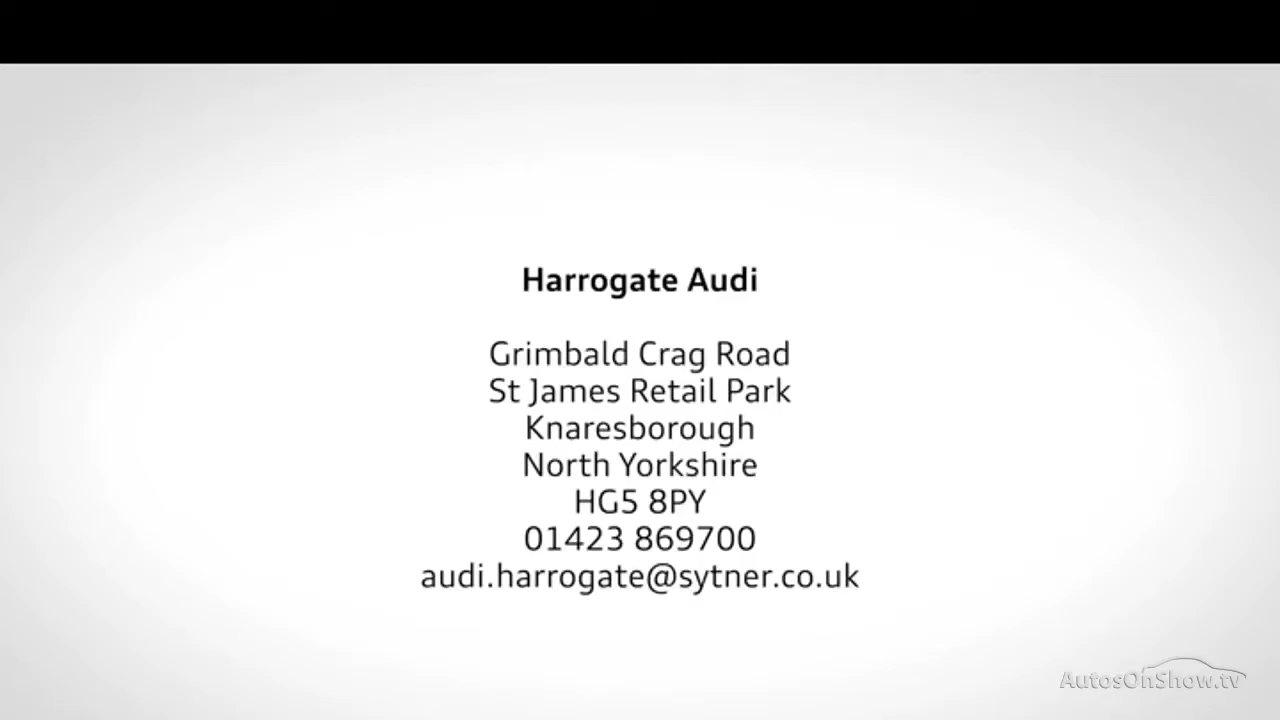 Harrogate Audi
Grimbald Crag Road
St James Retail Park
Knaresborough
North Yorkshire
HG5 8PY
01423 869700
audi.harrogate@sytner.co.uk
AutosOnShow.tv